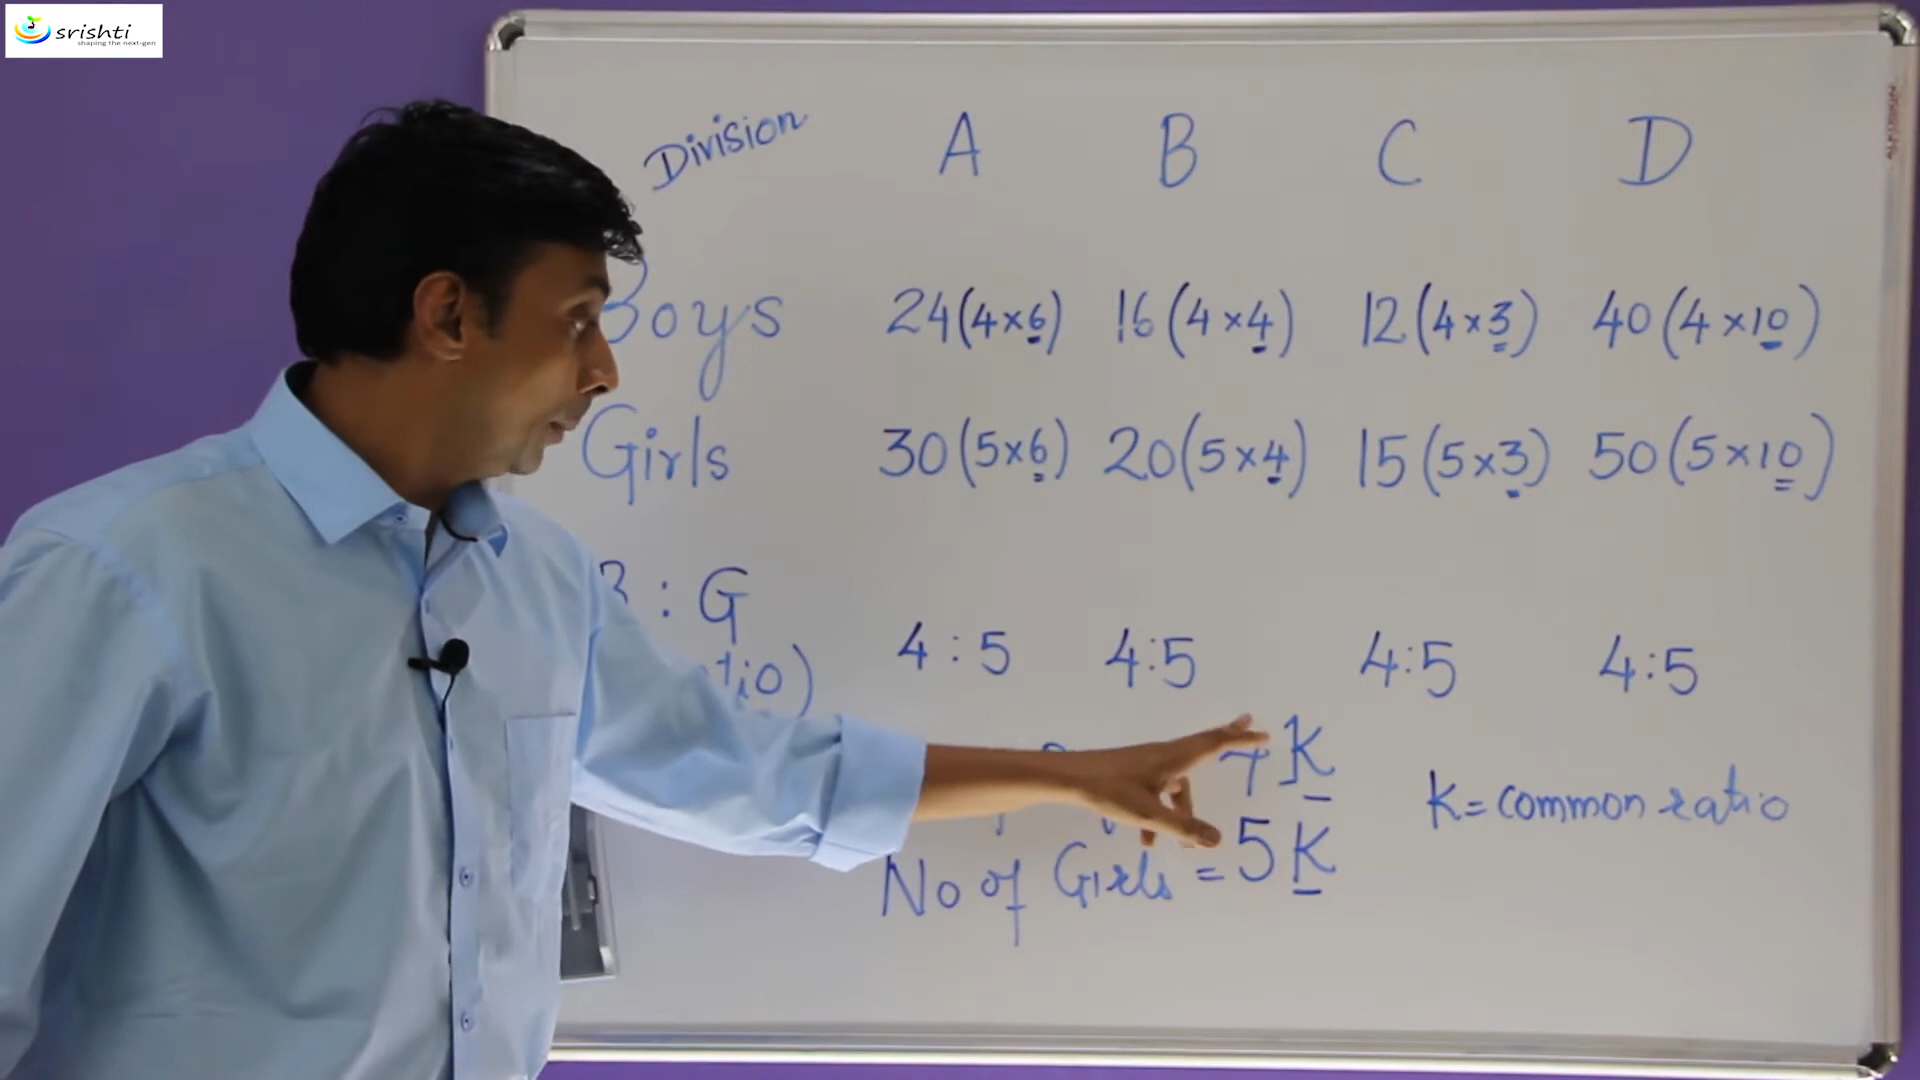 srishti
shaping the next-gen
Division A B C D
Boys 24(4×6) 16(4×4) 12(4×3) 40(4×10)
Girls 30(5×6) 20(5×4) 15(5×3) 50(5×10)
: G
4:5 4:5 4:5 4:5
K
K= common ratio
No of Girls = 5K